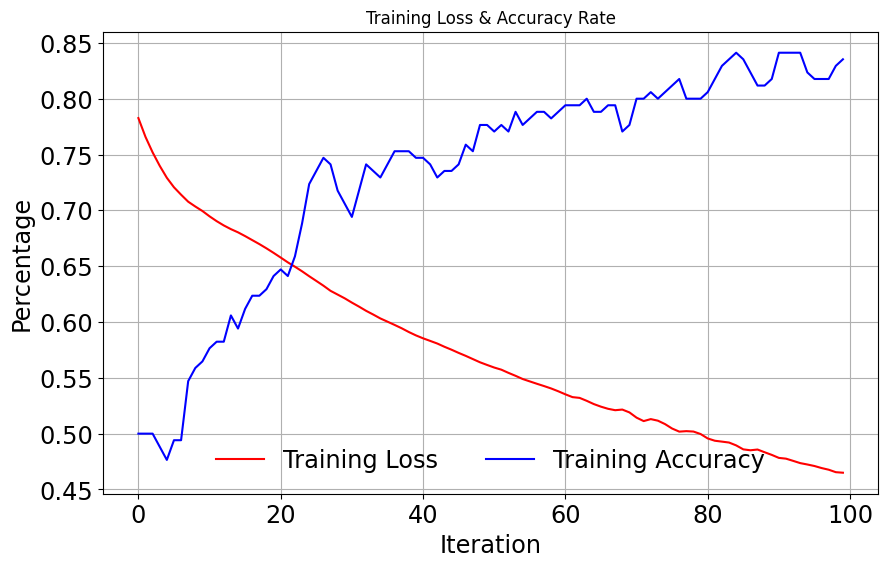 Training Loss & Accuracy Rate
0.85
0.80
0.75
0.70
0.65
0.60
0.55
0.50
0.45
Percentage
Training Loss
Training Accuracy
0 20 40 60 80 100
Iteration